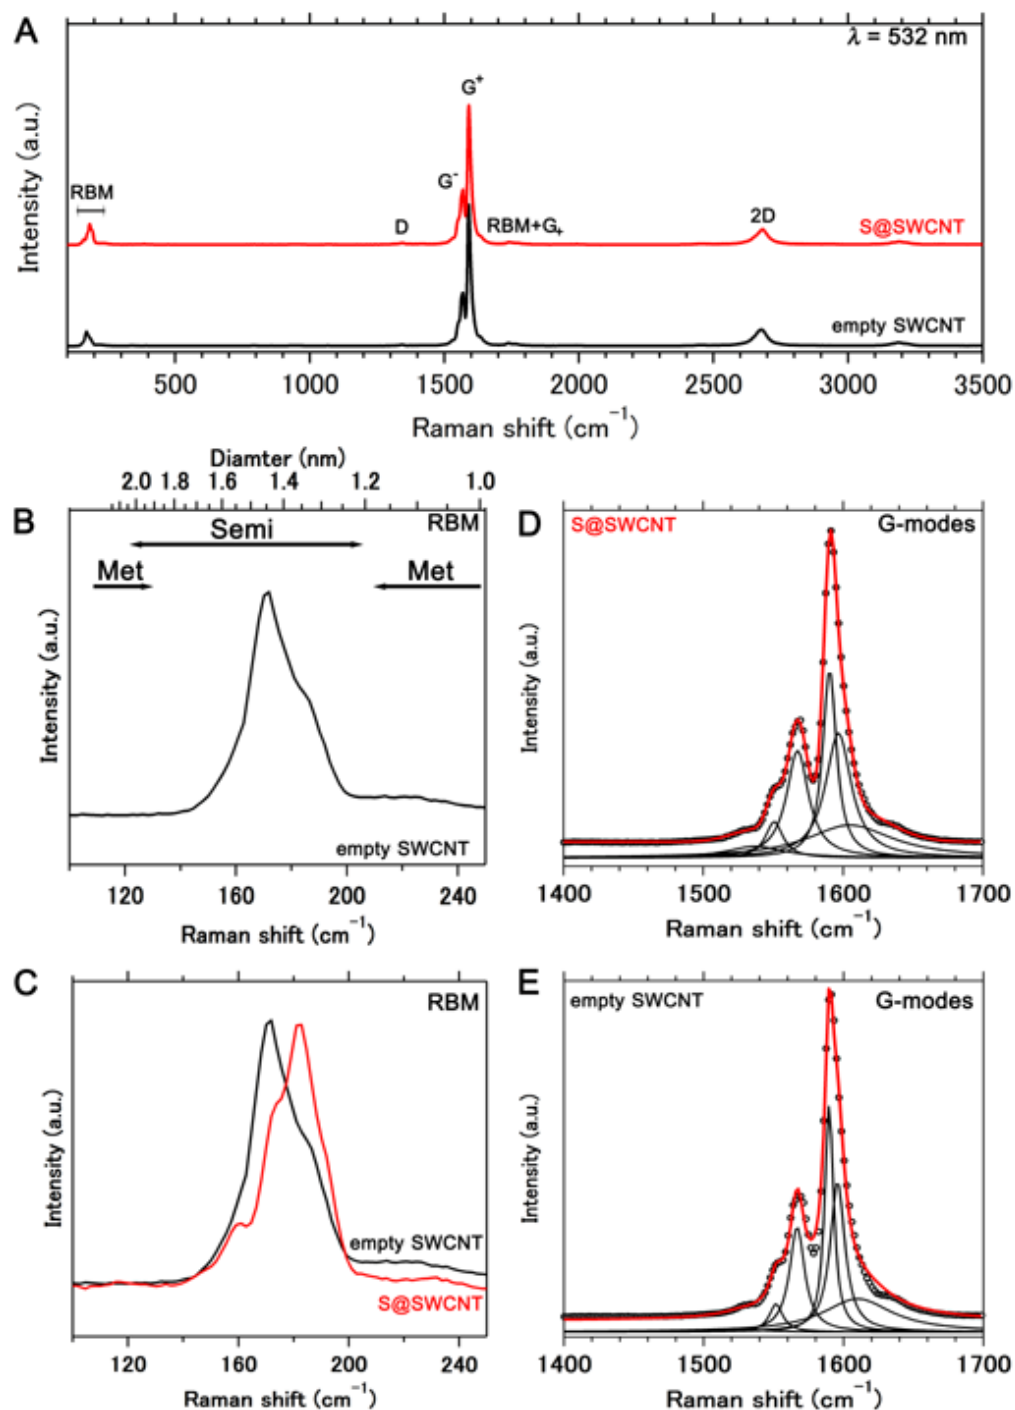 A
λ = 532 nm
G+
G-
RBM
D
RBM+G+
2D
S@SWCNT
empty SWCNT
Intensity (a.u.)
500 1000 1500 2000 2500 3000 3500
Raman shift (cm-1)
Diamter (nm)
2.0 1.8 1.6 1.4 1.2 1.0
B
RBM
Semi
Met
Met
empty SWCNT
Intensity (a.u.)
120 160 200 240
Raman shift (cm-1)
D
S@SWCNT
G-modes
Intensity (a.u.)
1400 1500 1600 1700
Raman shift (cm-1)
C
RBM
empty SWCNT
S@SWCNT
Intensity (a.u.)
120 160 200 240
Raman shift (cm-1)
E
empty SWCNT
G-modes
Intensity (a.u.)
1400 1500 1600 1700
Raman shift (cm-1)